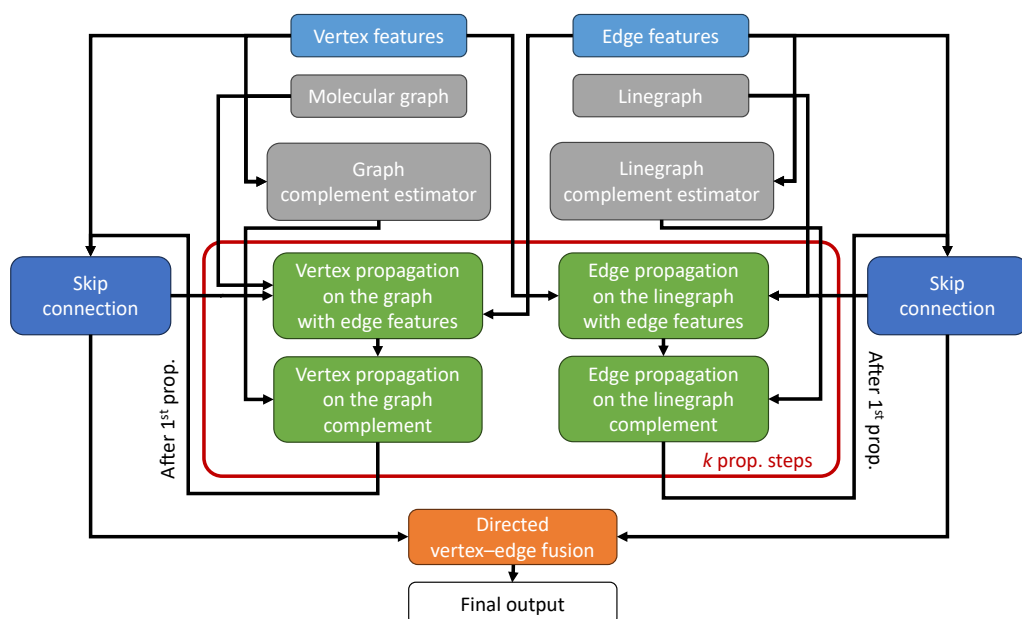 Vertex features
Edge features
Molecular graph
Linegraph
Graph
complement estimator
Linegraph
complement estimator
Skip
connection
Vertex propagation
on the graph
with edge features
Edge propagation
on the linegraph
with edge features
Skip
connection
After 1st prop.
Vertex propagation
on the graph
complement
Edge propagation
on the linegraph
complement
After 1st
prop.
k prop. steps
Directed
vertex–edge fusion
Final output